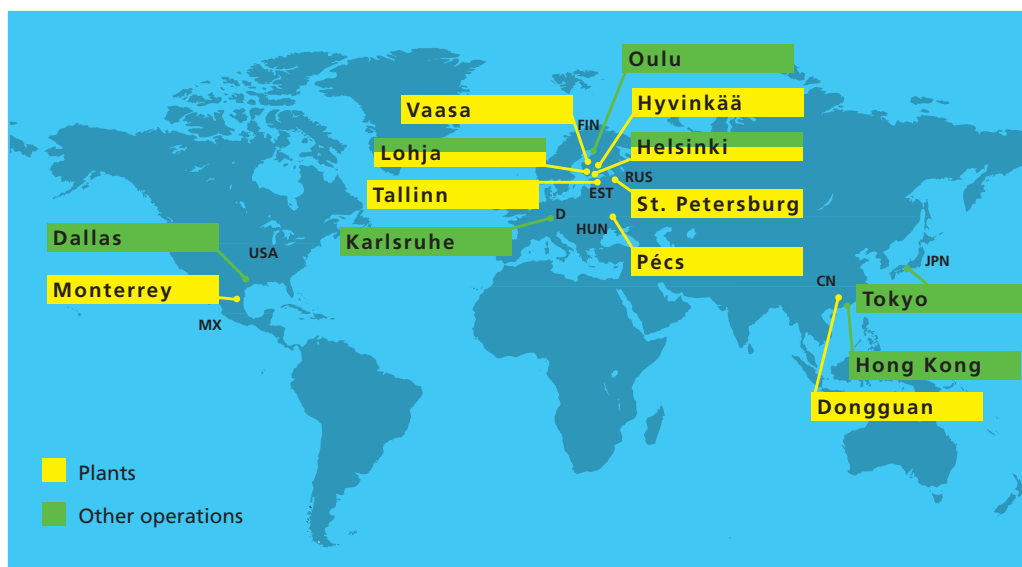 Oulu
Vaasa
Hyvinkää
FIN
Lohja
Helsinki
RUS
Tallinn
EST
St. Petersburg
D
Dallas
USA
Karlsruhe
HUN
Pécs
JPN
Monterrey
CN
Tokyo
MX
Hong Kong
Dongguan
Plants
Other operations